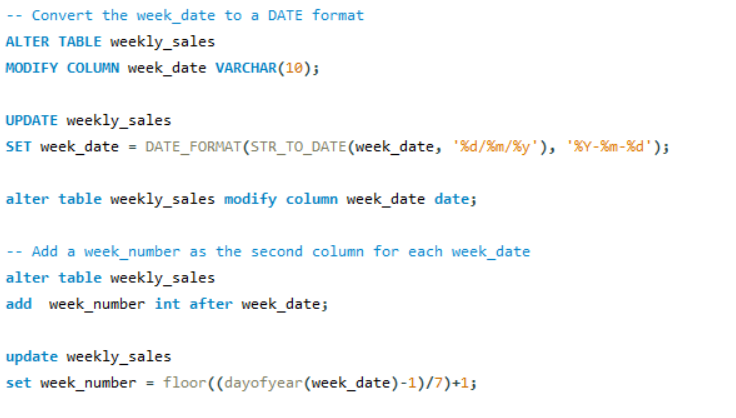 -- Convert the week_date to a DATE format
ALTER TABLE weekly_sales
MODIFY COLUMN week_date VARCHAR(10);
UPDATE weekly_sales
SET week_date = DATE_FORMAT(STR_TO_DATE(week_date, '%d/%m/%y'), '%Y-%m-%d');
alter table weekly_sales modify column week_date date;
-- Add a week_number as the second column for each week_date
alter table weekly_sales
add  week_number int after week_date;
update weekly_sales
set week_number = floor((dayofyear(week_date)-1)/7)+1;